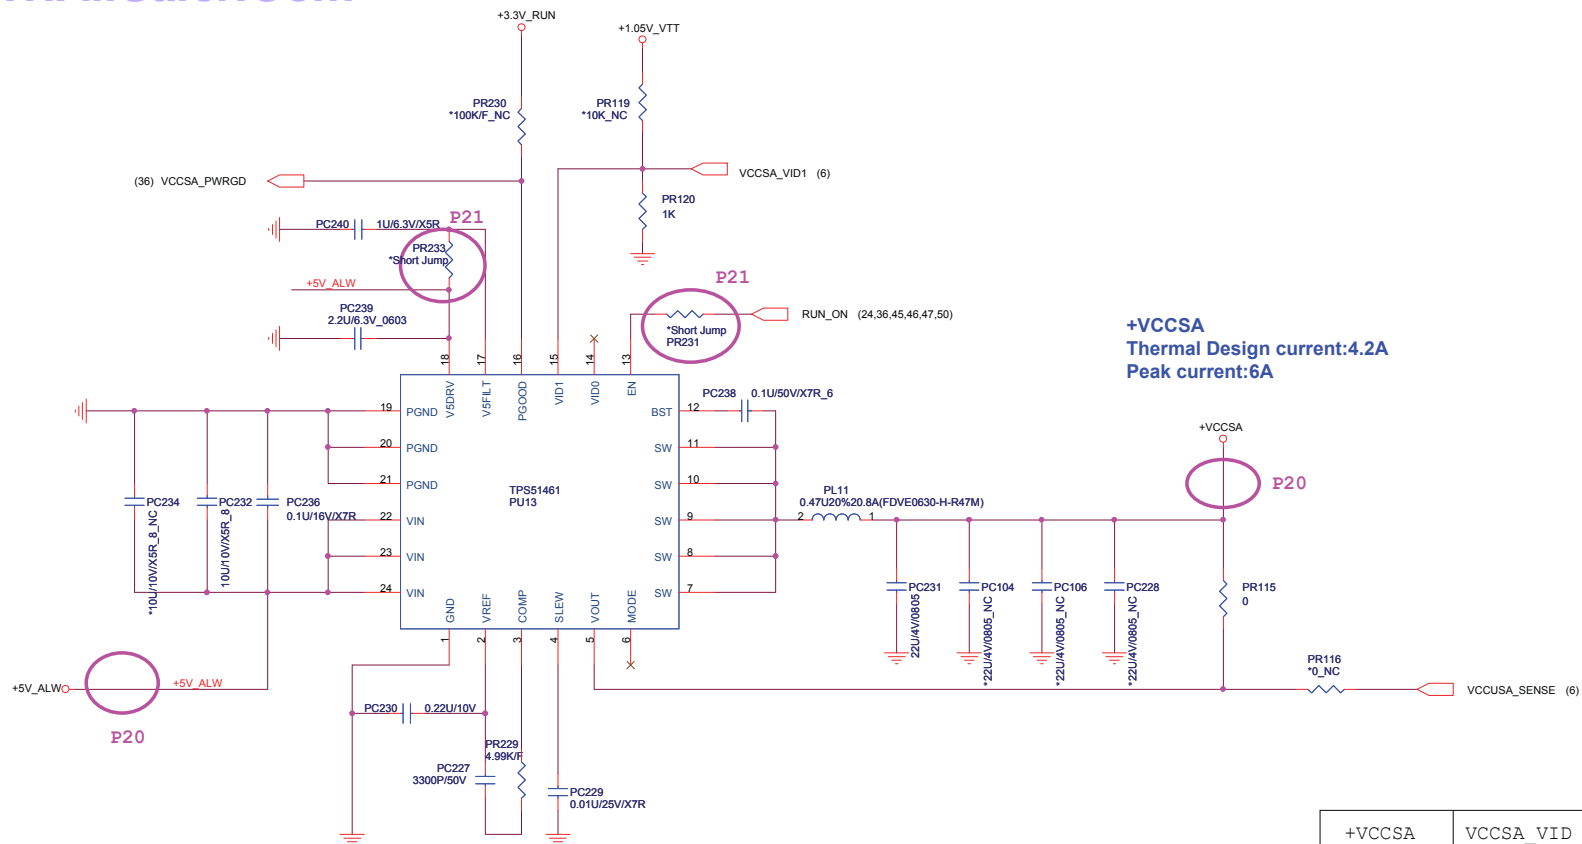 +3.3V_RUN
+1.05V_VTT
PR230
*100K/F_NC
PR119
*10K_NC
(36) VCCSA_PWRGD
VCCSA_VID1 (6)
PR120
1K
P21
PC240
1U/6.3V/X5R
PR233
*Short Jump
+5V_ALW
PC239
2.2U/6.3V_0603
P21
*Short Jump
PR231
RUN_ON (24,36,45,46,47,50)
+VCCSA
Thermal Design current:4.2A
Peak current:6A
18
17
16
15
14
13
V5DRV
V5FILT
PGOOD
VID1
VID0
EN
PC238
0.1U/50V/X7R_6
19
PGND
BST
12
20
PGND
SW
11
21
PGND
SW
10
TPS51461
PU13
22
VIN
SW
9
23
VIN
SW
8
24
VIN
SW
7
PC234
*10U/10V/X5R_8_NC
PC232
10U/10V/X5R_8
PC236
0.1U/16V/X7R
PL11
0.47U20%20.8A(FDVE0630-H-R47M)
2
1
+VCCSA
P20
PC231
22U/4V/0805
PC104
*22U/4V/0805_NC
PC106
*22U/4V/0805_NC
PC228
*22U/4V/0805_NC
PR115
0
GND
VREF
COMP
SLEW
VOUT
MODE
1
2
3
4
5
6
PR116
*0_NC
VCCUSA_SENSE (6)
+5V_ALW
+5V_ALW
P20
PC230
0.22U/10V
PR229
4.99K/F
PC227
3300P/50V
PC229
0.01U/25V/X7R
+VCCSA
VCCSA_VID